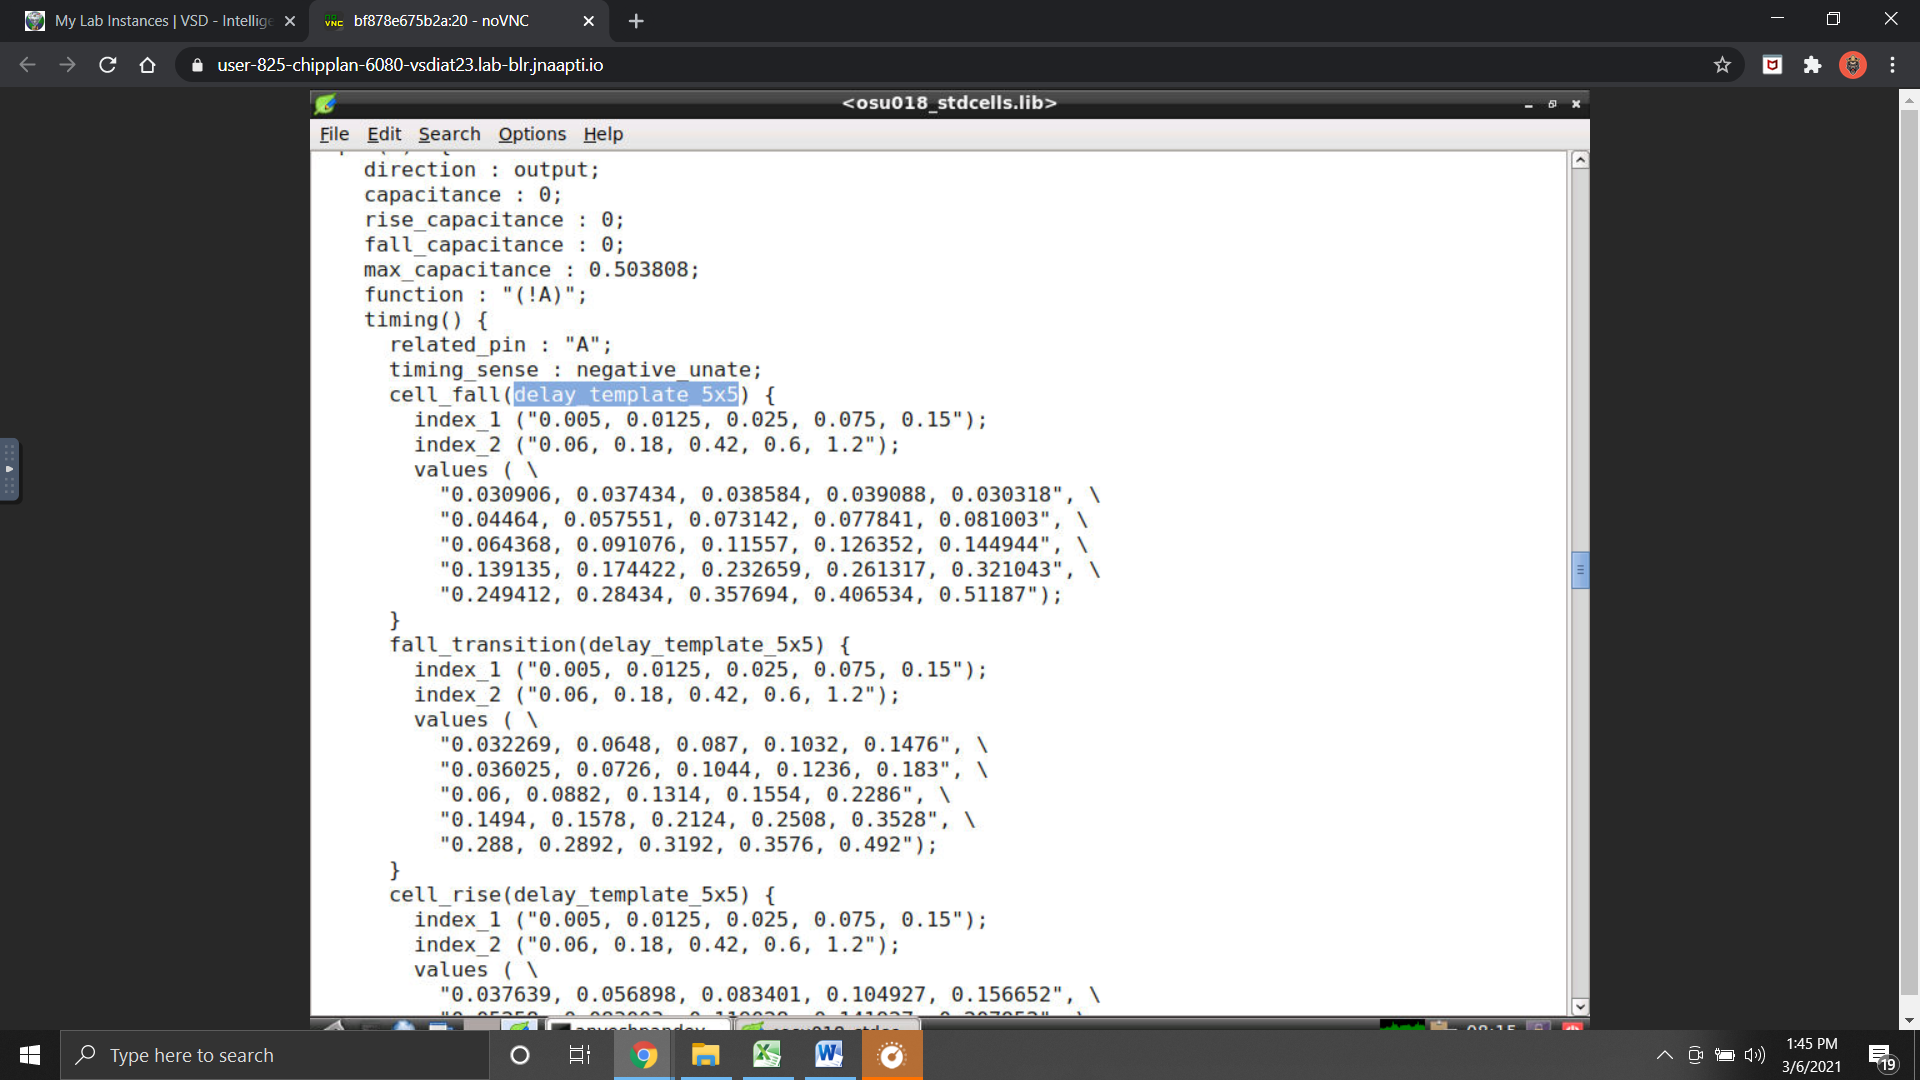 My Lab Instances | VSD - Intellige
bf878e675b2a:20 - noVNC
user-825-chipplan-6080-vsdiat23.lab-blr.jnaapti.io
<osu018_stdcells.lib>
File Edit Search Options Help
direction : output;
capacitance : 0;
rise_capacitance : 0;
fall_capacitance : 0;
max_capacitance : 0.503808;
function : "(!A)";
timing() {
related_pin : "A";
timing_sense : negative_unate;
cell_fall(delay_template_5x5) {
index_1 ("0.005, 0.0125, 0.025, 0.075, 0.15");
index_2 ("0.06, 0.18, 0.42, 0.6, 1.2");
values ( \
"0.030906, 0.037434, 0.038584, 0.039088, 0.030318", \
"0.04464, 0.057551, 0.073142, 0.077841, 0.081003", \
"0.064368, 0.091076, 0.11557, 0.126352, 0.144944", \
"0.139135, 0.174422, 0.232659, 0.261317, 0.321043", \
"0.249412, 0.28434, 0.357694, 0.406534, 0.51187");
}
fall_transition(delay_template_5x5) {
index_1 ("0.005, 0.0125, 0.025, 0.075, 0.15");
index_2 ("0.06, 0.18, 0.42, 0.6, 1.2");
values ( \
"0.032269, 0.0648, 0.087, 0.1032, 0.1476", \
"0.036025, 0.0726, 0.1044, 0.1236, 0.183", \
"0.06, 0.0882, 0.1314, 0.1554, 0.2286", \
"0.1494, 0.1578, 0.2124, 0.2508, 0.3528", \
"0.288, 0.2892, 0.3192, 0.3576, 0.492");
}
cell_rise(delay_template_5x5) {
index_1 ("0.005, 0.0125, 0.025, 0.075, 0.15");
index_2 ("0.06, 0.18, 0.42, 0.6, 1.2");
values ( \
"0.037639, 0.056898, 0.083401, 0.104927, 0.156652", \
Type here to search
1:45 PM
3/6/2021
19